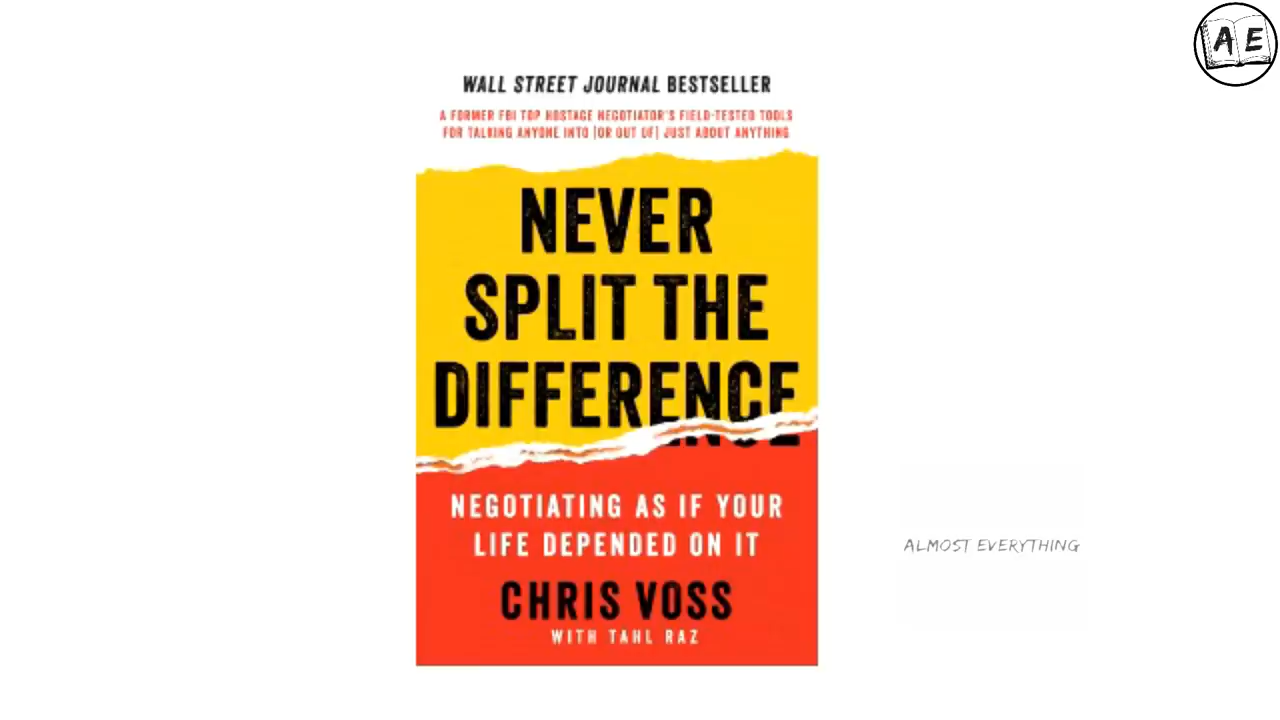 A E
WALL STREET JOURNAL BESTSELLER
A FORMER FBI TOP HOSTAGE NEGOTIATOR'S FIELD-TESTED TOOLS
FOR TALKING ANYONE INTO (OR OUT OF) JUST ABOUT ANYTHING
NEVER
SPLIT THE
DIFFERENCE
NEGOTIATING AS IF YOUR
LIFE DEPENDED ON IT
CHRIS VOSS
WITH TAHL RAZ
ALMOST EVERYTHING